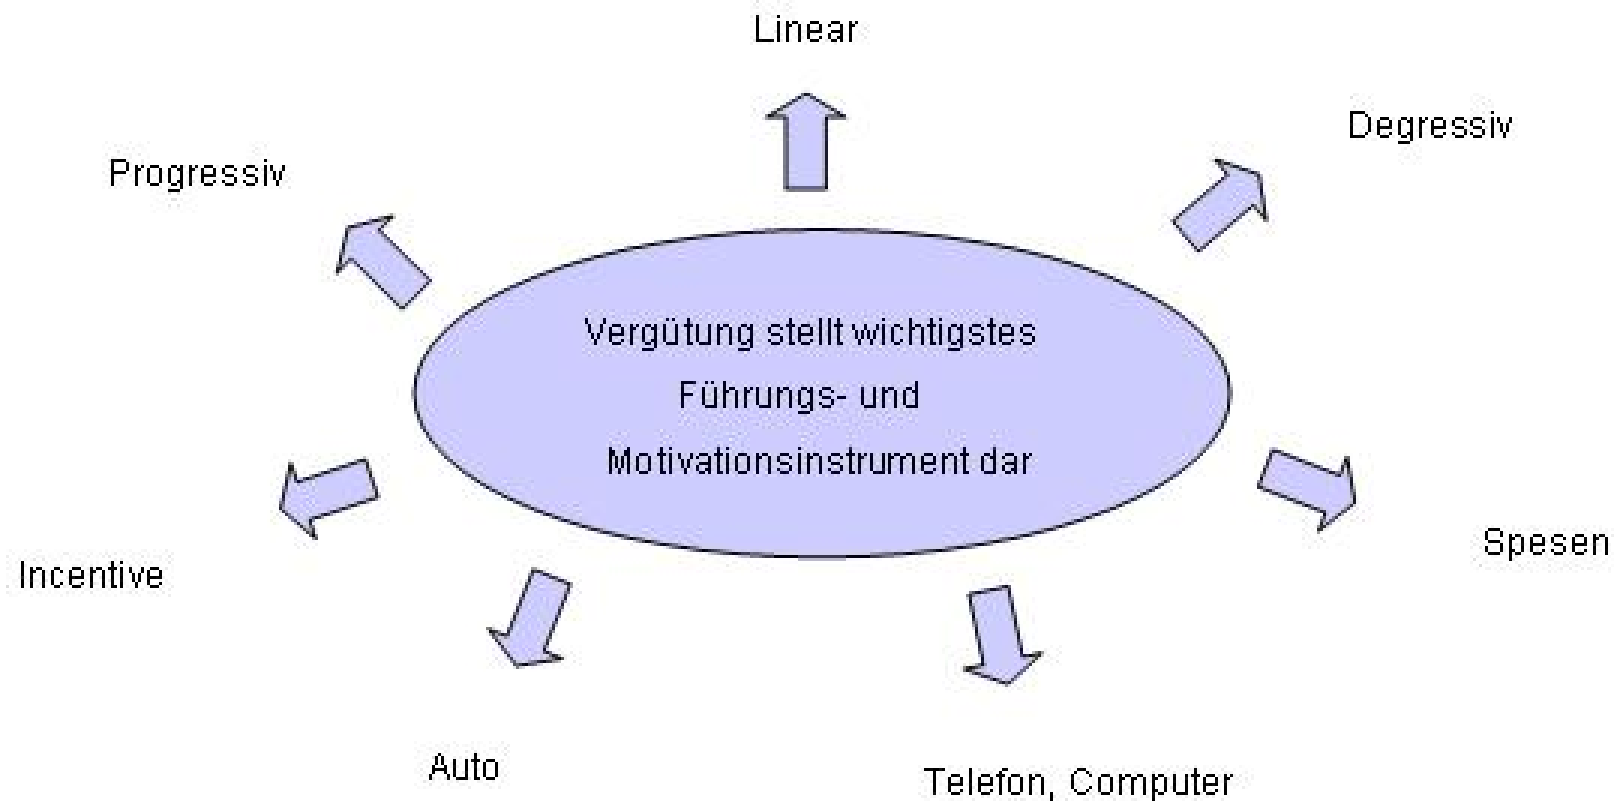 Linear
Degressiv
Progressiv
Vergütung stellt wichtigstes
Führungs- und
Motivationsinstrument dar
Spesen
Incentive
Auto
Telefon, Computer